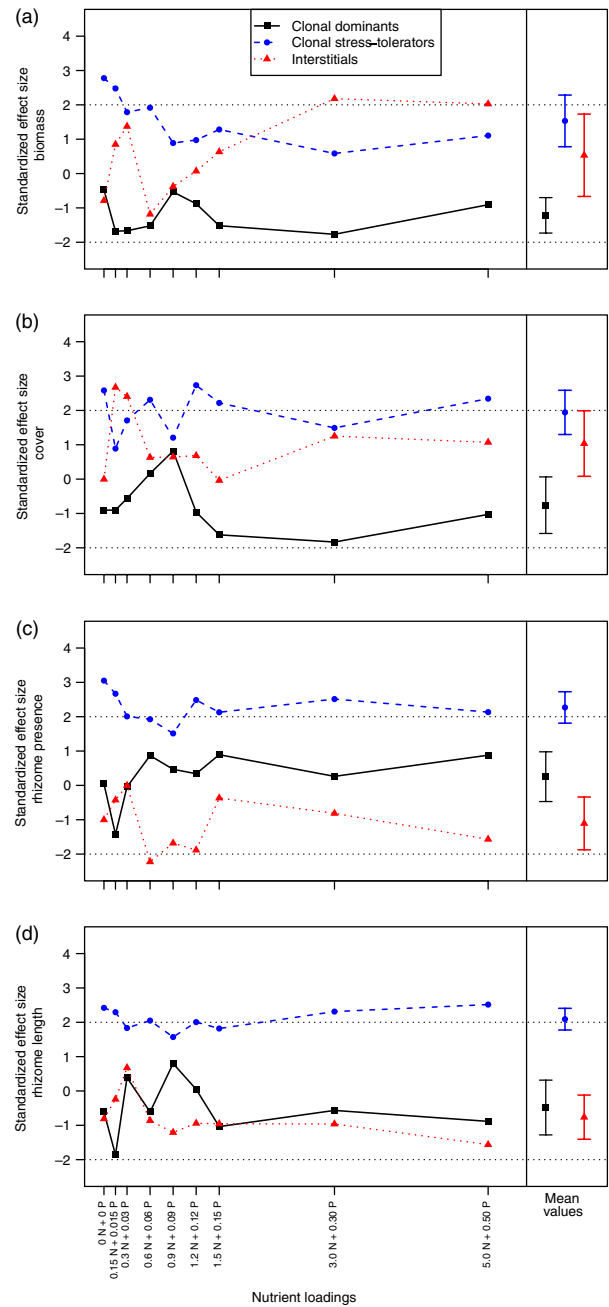 (a)
Clonal dominants
Clonal stress–tolerators
Interstitials
Standardized effect size
biomass
4
3
2
1
0
−1
−2
(b)
Standardized effect size
cover
4
3
2
1
0
−1
−2
(c)
Standardized effect size
rhizome presence
4
3
2
1
0
−1
−2
(d)
Standardized effect size
rhizome length
4
3
2
1
0
−1
−2
0 N + 0 P
0.15 N + 0.015 P
0.3 N + 0.03 P
0.6 N + 0.06 P
0.9 N + 0.09 P
1.2 N + 0.12 P
1.5 N + 0.15 P
3.0 N + 0.30 P
5.0 N + 0.50 P
Mean
values
Nutrient loadings